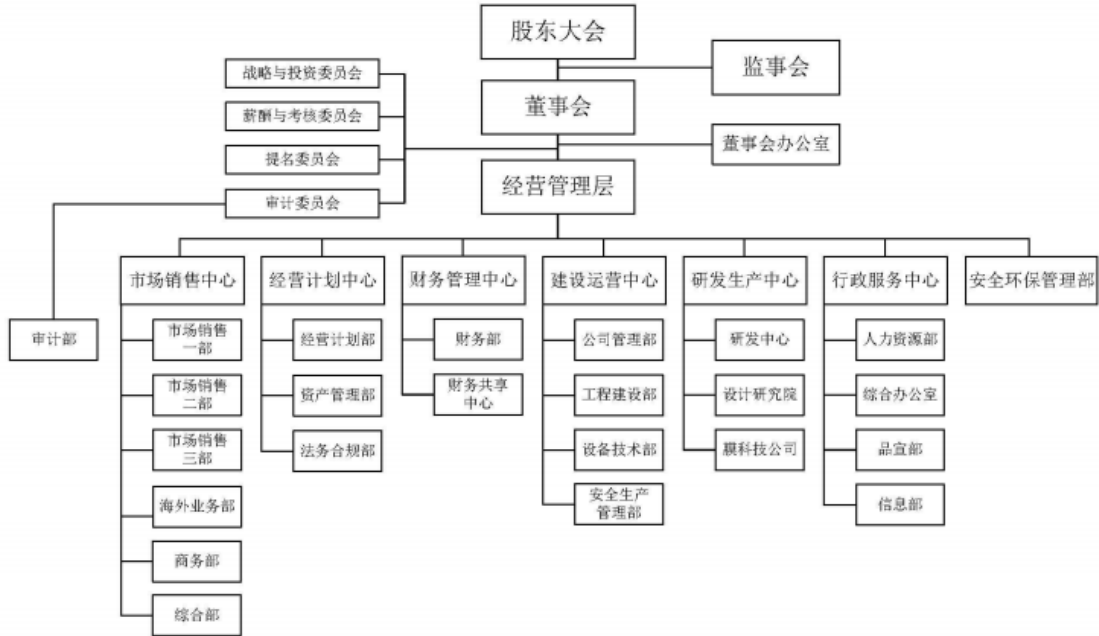 股东大会
监事会
战略与投资委员会
董事会
薪酬与考核委员会
董事会办公室
提名委员会
经营管理层
审计委员会
市场销售中心
经营计划中心
财务管理中心
建设运营中心
研发生产中心
行政服务中心
安全环保管理部
审计部
市场销售
一部
经营计划部
财务部
公司管理部
研发中心
人力资源部
市场销售
二部
资产管理部
财务共享
中心
工程建设部
设计研究院
综合办公室
市场销售
三部
法务合规部
设备技术部
膜科技公司
品宣部
海外业务部
安全生产
管理部
信息部
商务部
综合部